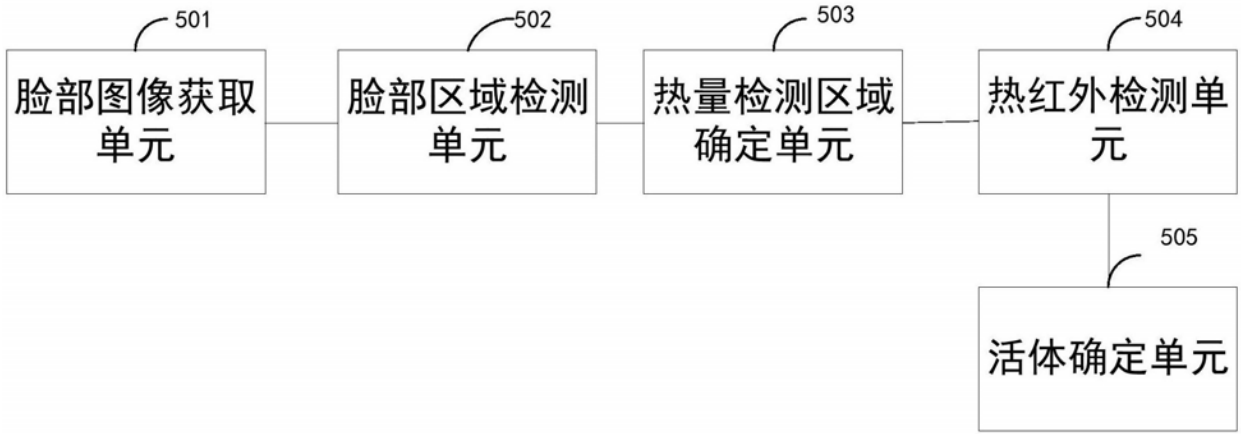 501
脸部图像获取
单元
502
脸部区域检测
单元
503
热量检测区域
确定单元
504
热红外检测单
元
505
活体确定单元